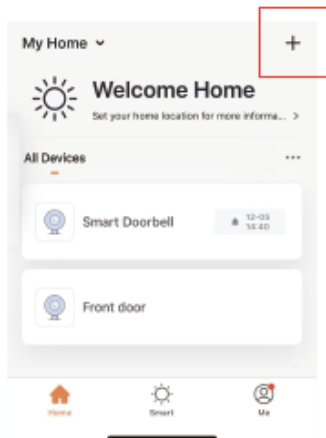 My Home
Welcome Home
Set your home location for more informa...
All Devices
Smart Doorbell
12-05
14:40
Front door
Home
Smart
Me